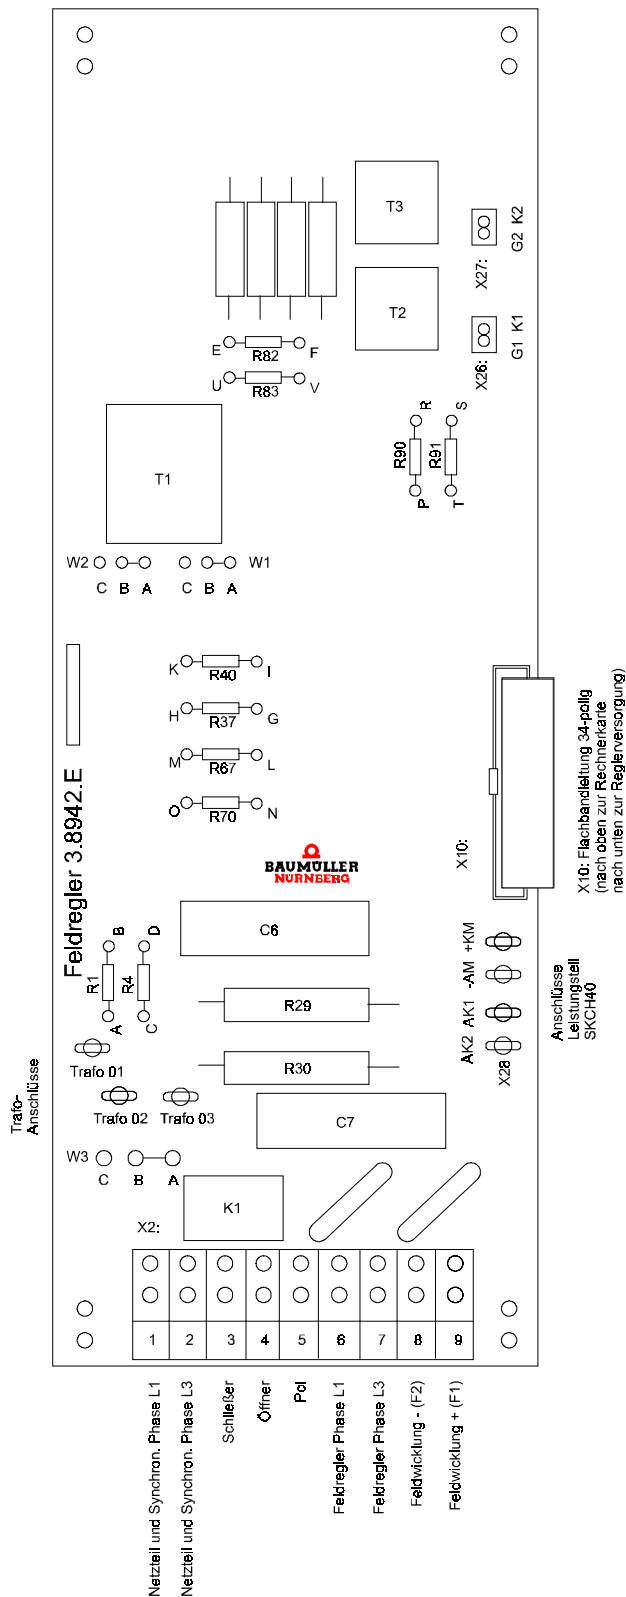 T3
X27:
G2 K2
T2
X26:
G1 K1
E
R82
F
U
R83
V
R
S
R90
R91
P
T
T1
W2
W1
C B A
C B A
K
R40
I
H
R37
G
M
R67
L
O
R70
N
Feldregler 3.8942.E
X10:
X10: Flachbandleitung 34-polig
(nach oben zur Rechnerkarte
nach unten zur Reglerversorgung)
BAUMÜLLER
NÜRNBERG
C6
B
D
R1
R4
A
C
R29
R30
+KM
-AM
AK1
AK2
X28
Anschlüsse
Leistungsteil
SKCH40
Trafo-
Anschlüsse
Trafo 01
Trafo 02
Trafo 03
C7
W3
C B A
K1
X2:
1 2 3 4 5 6 7 8 9
Netzteil und Synchron. Phase L1
Netzteil und Synchron. Phase L3
Schließer
Öffner
Pol
Feldregler Phase L1
Feldregler Phase L3
Feldwicklung - (F2)
Feldwicklung + (F1)